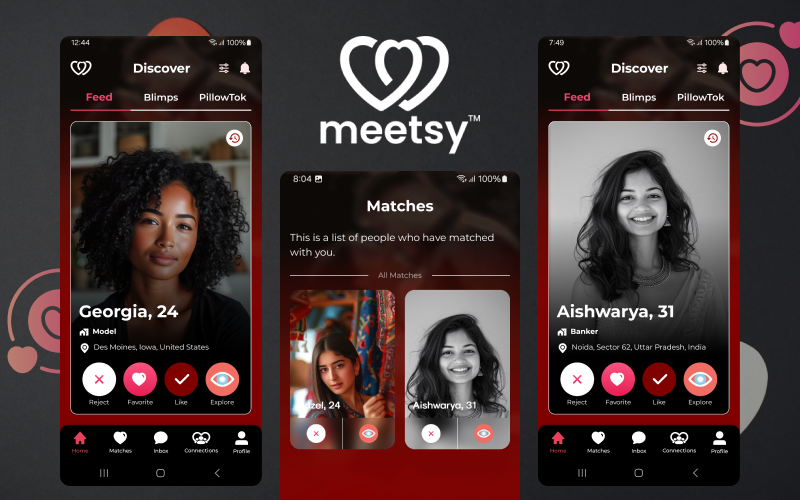 12:44
100%
Discover
Feed
Blimps
PillowTok
Georgia, 24
Model
Des Moines, Iowa, United States
Reject
Favorite
Like
Explore
Home
Matches
Inbox
Connections
Profile
meetsy™
8:04
100%
Matches
This is a list of people who have matched
with you.
All Matches
zel, 24
Aishwarya, 31
7:49
100%
Discover
Feed
Blimps
PillowTok
Aishwarya, 31
Banker
Noida, Sector 62, Uttar Pradesh, India
Reject
Favorite
Like
Explore
Home
Matches
Inbox
Connections
Profile